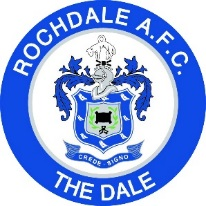 ROCHDALE A.F.C.
CREDE SIGNO
THE DALE